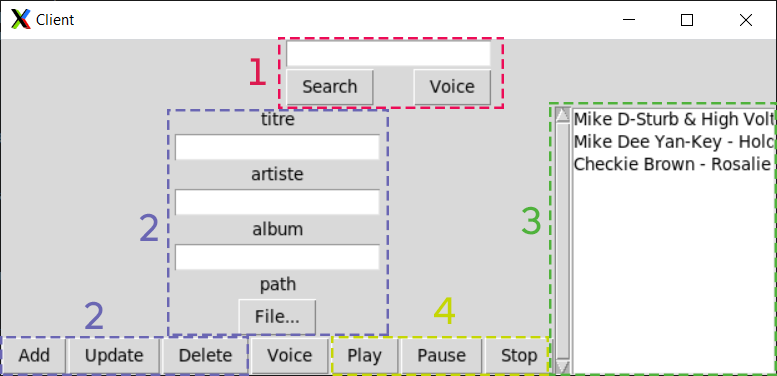 Client
1
Search Voice
titre
artiste
album
path
File...
2
3
Mike D-Sturb & High Volt
Mike Dee Yan-Key - Hold
Checkie Brown - Rosalie
2
4
Add Update Delete Voice Play Pause Stop